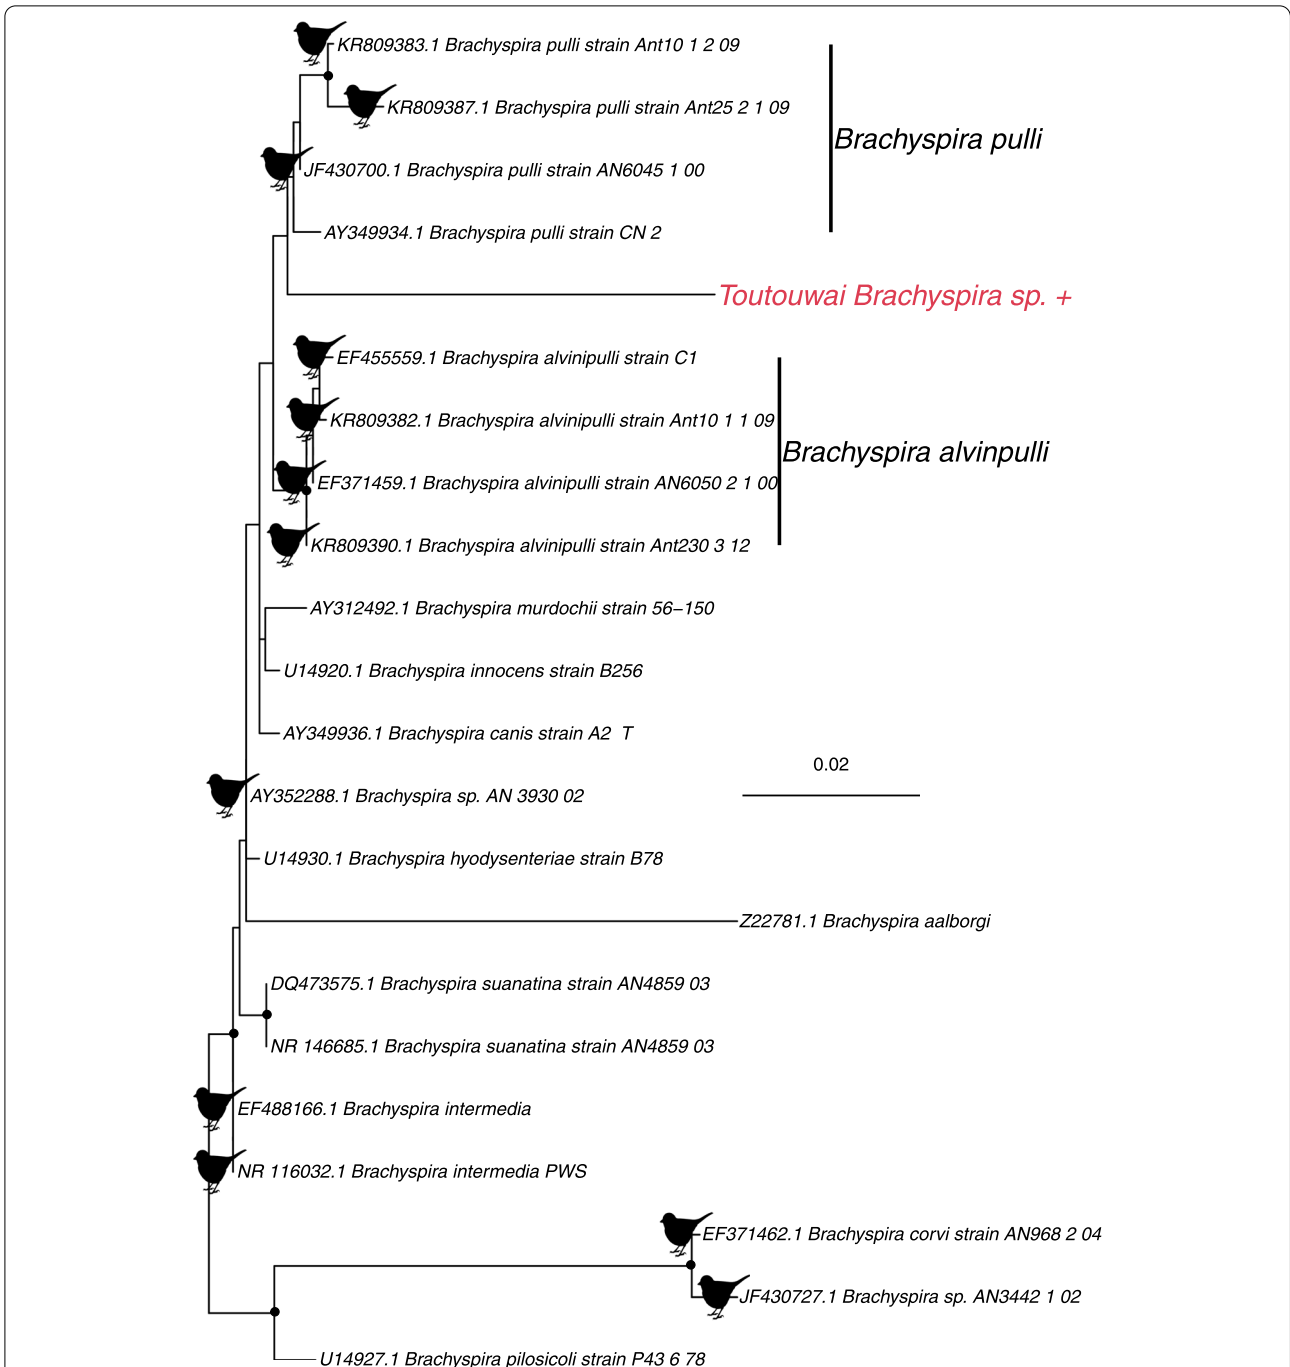 KR809383.1 Brachyspira pulli strain Ant10 1 2 09
KR809387.1 Brachyspira pulli strain Ant25 2 1 09
Brachyspira pulli
JF430700.1 Brachyspira pulli strain AN6045 1 00
AY349934.1 Brachyspira pulli strain CN 2
Toutouwai Brachyspira sp. +
EF455559.1 Brachyspira alvinipulli strain C1
KR809382.1 Brachyspira alvinipulli strain Ant10 1 1 09
Brachyspira alvinpulli
EF371459.1 Brachyspira alvinipulli strain AN6050 2 1 00
KR809390.1 Brachyspira alvinipulli strain Ant230 3 12
AY312492.1 Brachyspira murdochii strain 56−150
U14920.1 Brachyspira innocens strain B256
AY349936.1 Brachyspira canis strain A2 T
0.02
AY352288.1 Brachyspira sp. AN 3930 02
U14930.1 Brachyspira hyodysenteriae strain B78
Z22781.1 Brachyspira aalborgi
DQ473575.1 Brachyspira suanatina strain AN4859 03
NR 146685.1 Brachyspira suanatina strain AN4859 03
EF488166.1 Brachyspira intermedia
NR 116032.1 Brachyspira intermedia PWS
EF371462.1 Brachyspira corvi strain AN968 2 04
JF430727.1 Brachyspira sp. AN3442 1 02
U14927.1 Brachyspira pilosicoli strain P43 6 78